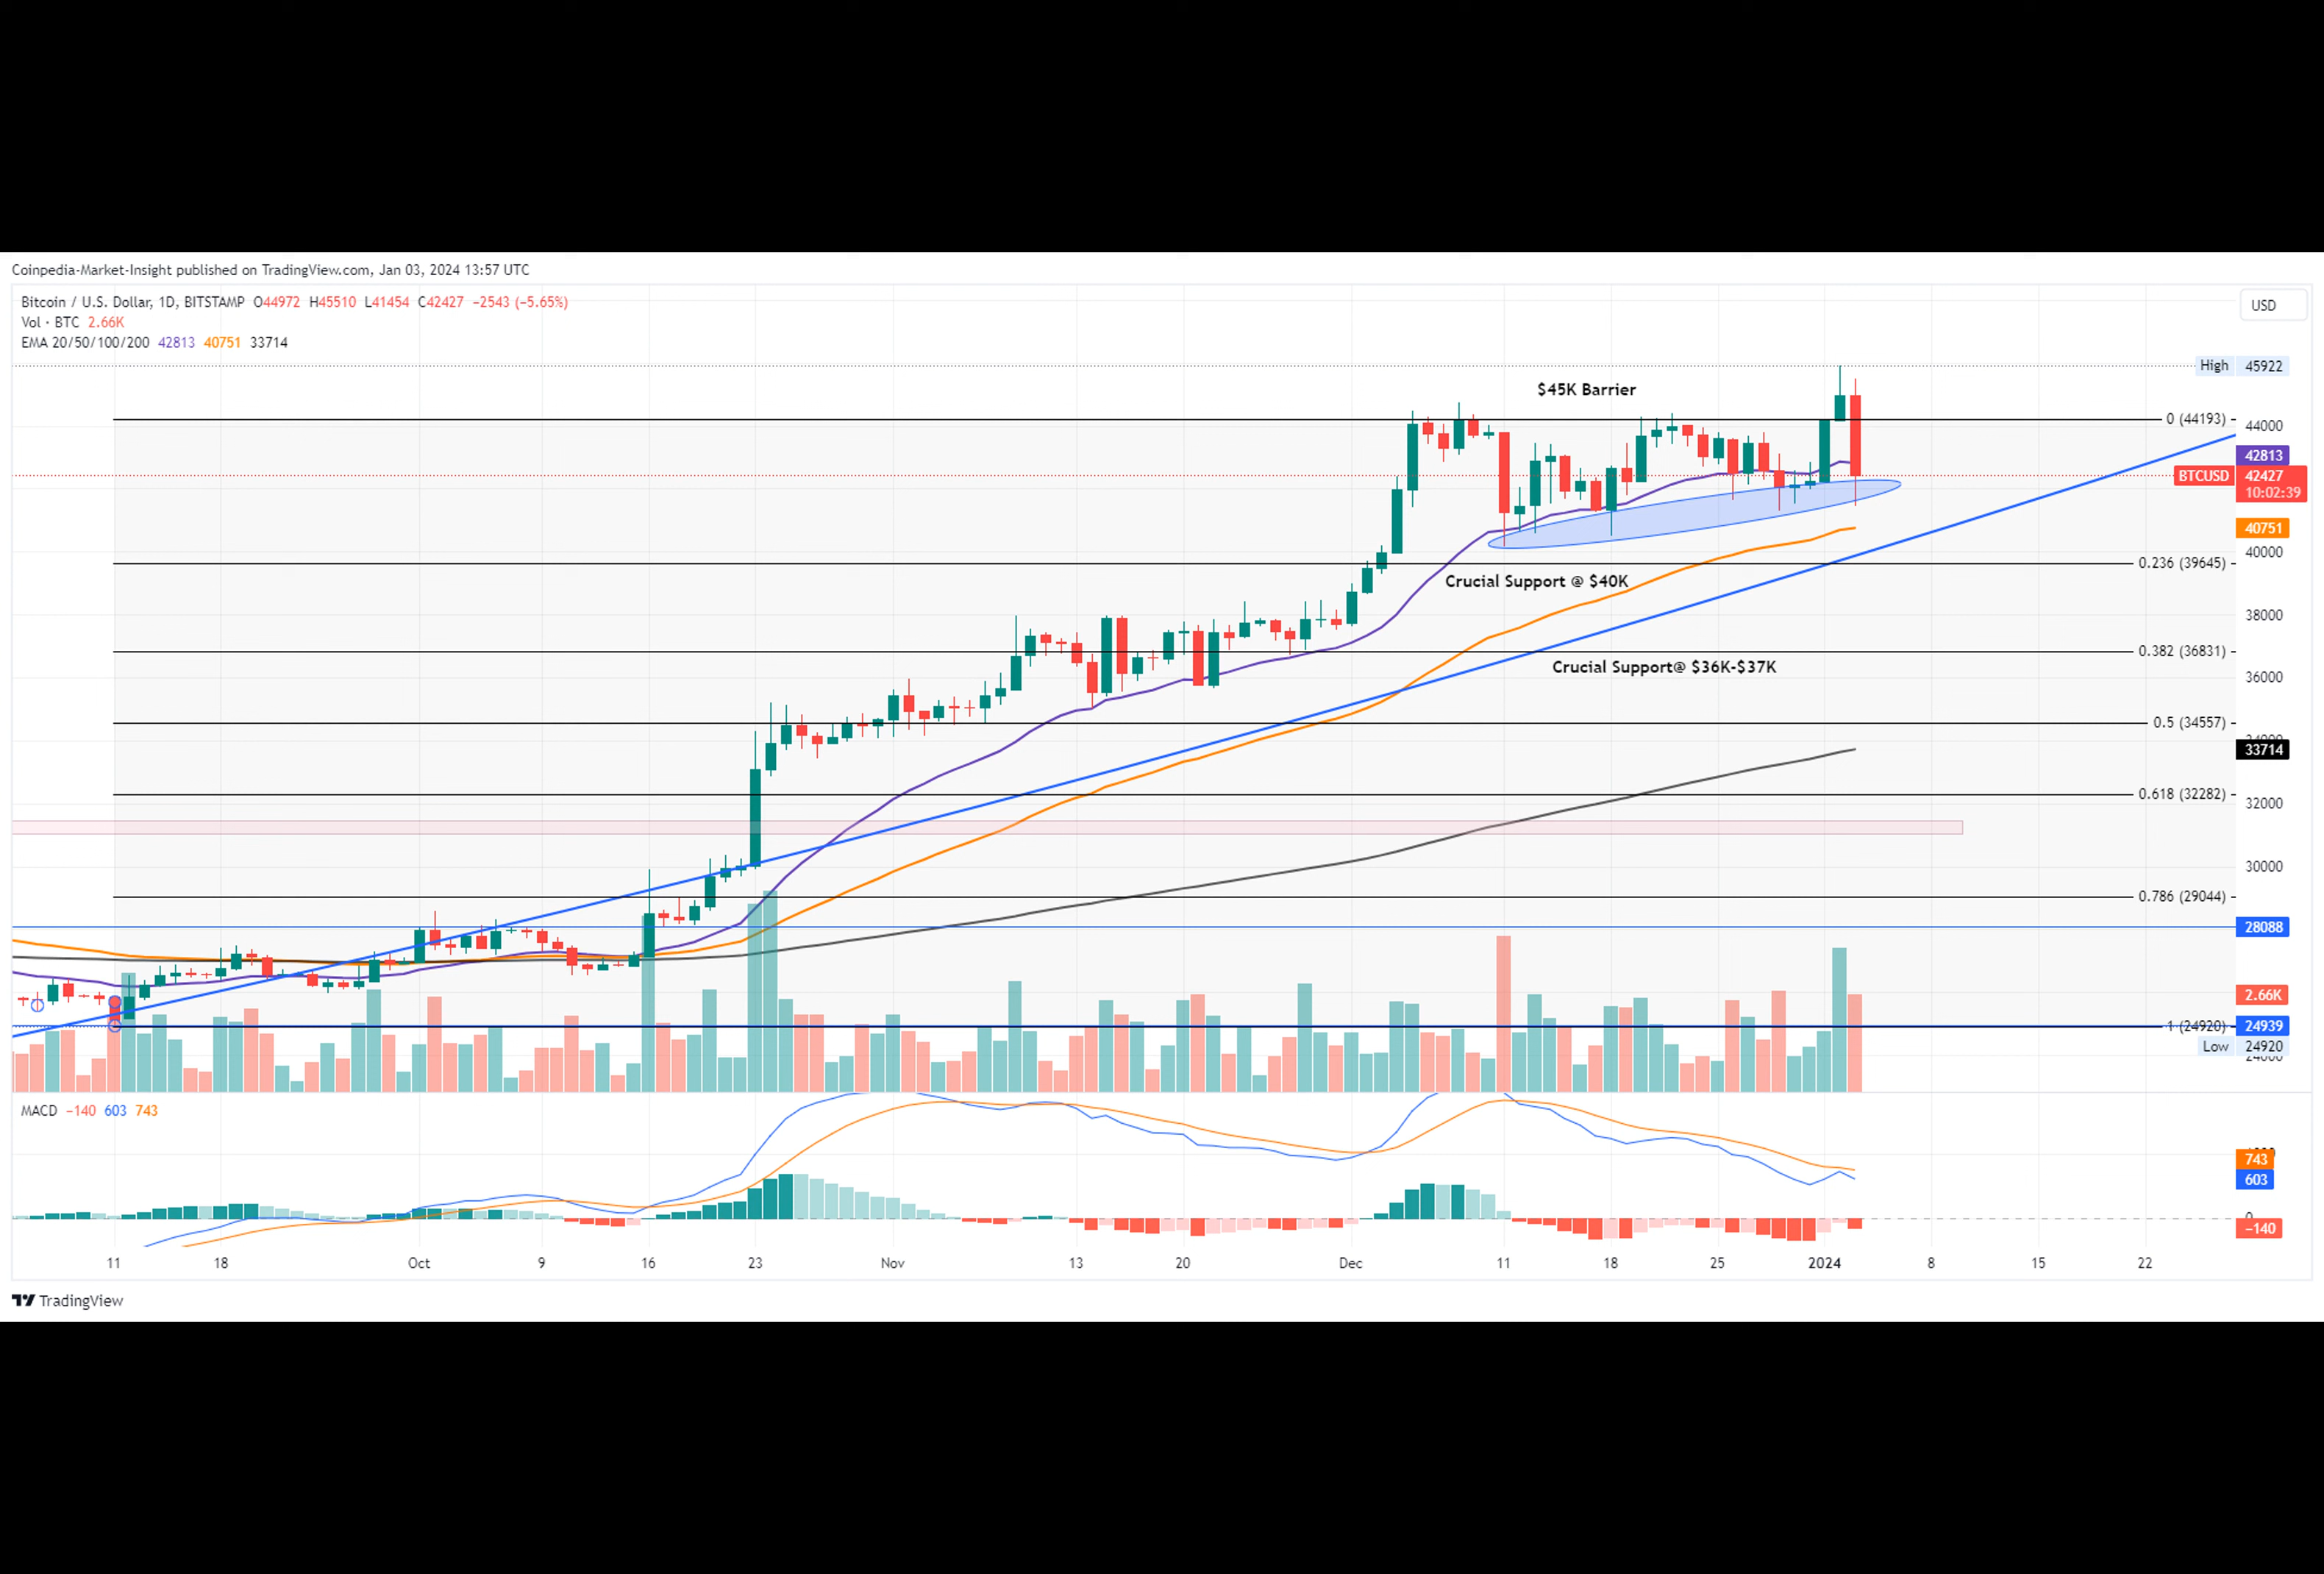 Coinpedia-Market-Insight published on TradingView.com, Jan 03, 2024 13:57 UTC
Bitcoin / U.S. Dollar, 1D, BITSTAMP O44972 H45510 L41454 C42427 −2543 (−5.65%)
USD
Vol · BTC 2.66K
EMA 20/50/100/200 42813 40751 33714
High 45922
$45K Barrier
0 (44193)
44000
42813
BTCUSD 42427
10:02:39
40751
40000
0.236 (39645)
Crucial Support @ $40K
38000
0.382 (36831)
Crucial Support@ $36K-$37K
36000
0.5 (34557)
33714
0.618 (32282)
32000
30000
0.786 (29044)
28088
2.66K
1 (24920) 24939
Low 24920
24000
MACD −140 603 743
743
603
0
−140
11 18 Oct 9 16 23 Nov 13 20 Dec 11 18 25 2024 8 15 22
TradingView